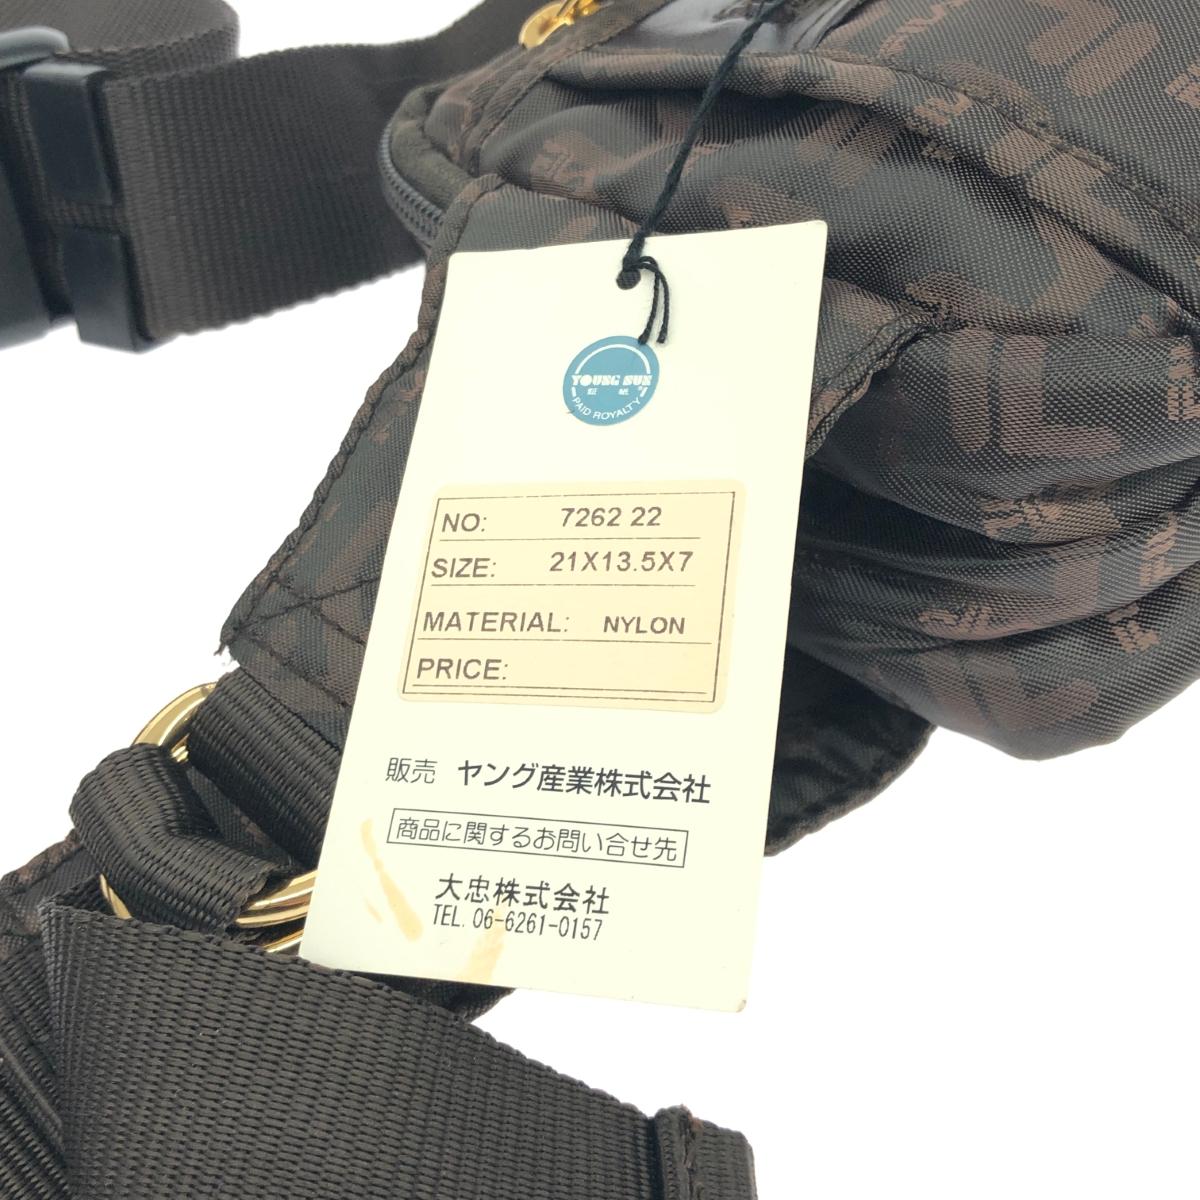 YOUNG SUN
PAID ROYALTY
NO: 7262 22
SIZE: 21X13.5X7
MATERIAL: NYLON
PRICE:
販売 ヤング産業株式会社
商品に関するお問い合せ先
大忠株式会社
TEL. 06-6261-0157